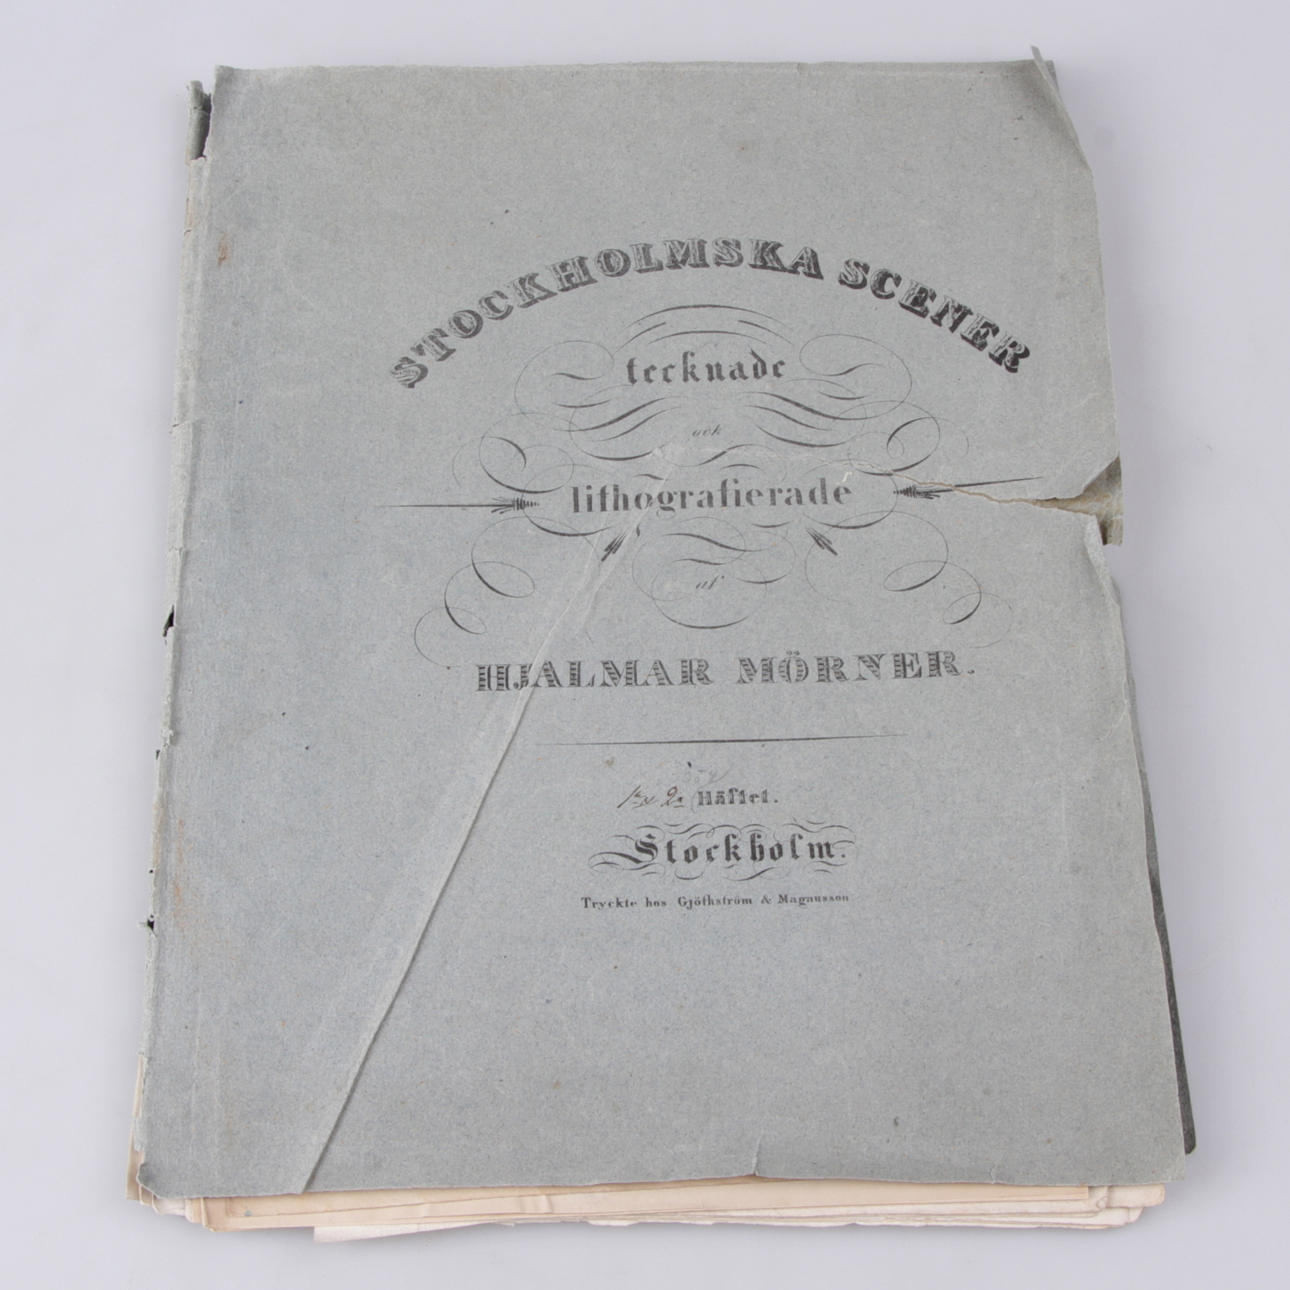 STOCKHOLMSKA SCENER
tecknade
och
lithografierade
af
HJALMAR MÖRNER.
Häftet.
Stockholm.
Tryckte hos Gjöthström & Magnusson